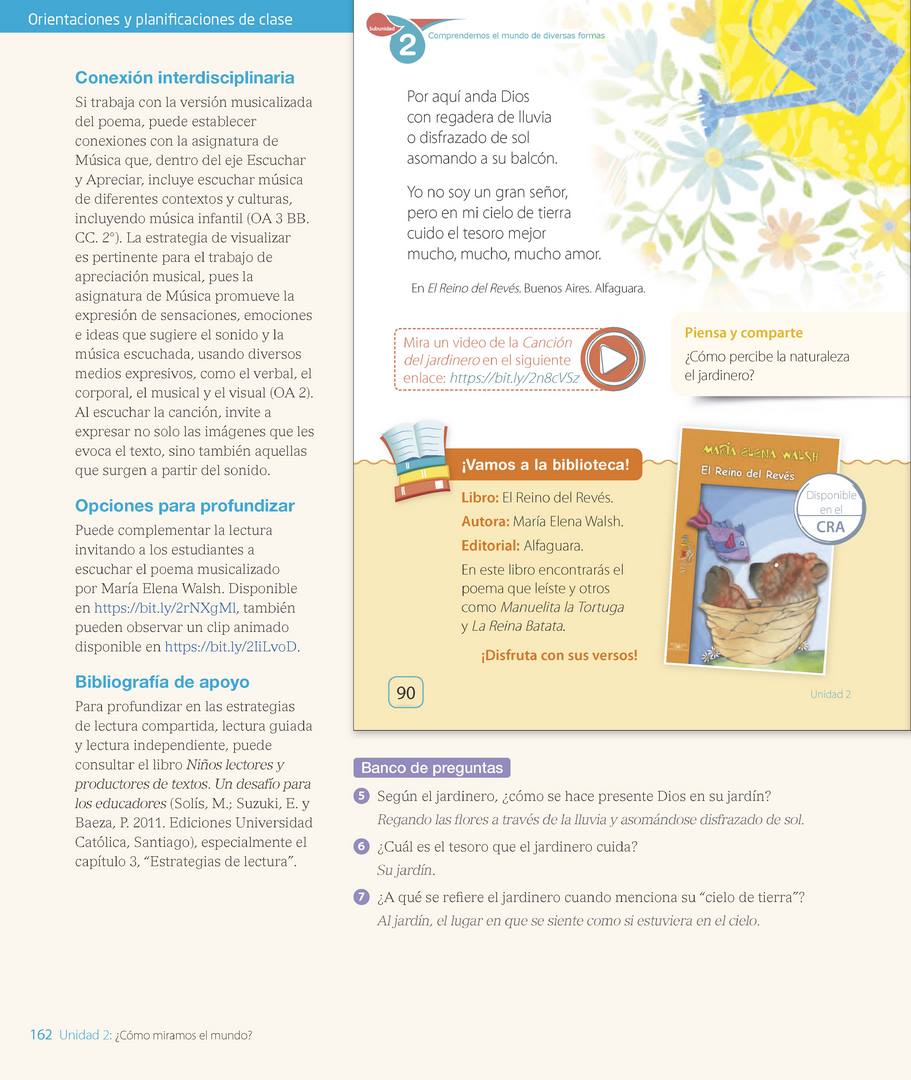 Orientaciones y planificaciones de clase
Conexión interdisciplinaria
Si trabaja con la versión musicalizada
del poema, puede establecer
conexiones con la asignatura de
Música que, dentro del eje Escuchar
y Apreciar, incluye escuchar música
de diferentes contextos y culturas,
incluyendo música infantil (OA 3 BB.
CC. 2°). La estrategia de visualizar
es pertinente para el trabajo de
apreciación musical, pues la
asignatura de Música promueve la
expresión de sensaciones, emociones
e ideas que sugiere el sonido y la
música escuchada, usando diversos
medios expresivos, como el verbal, el
corporal, el musical y el visual (OA 2).
Al escuchar la canción, invite a
expresar no solo las imágenes que les
evoca el texto, sino también aquellas
que surgen a partir del sonido.
Opciones para profundizar
Puede complementar la lectura
invitando a los estudiantes a
escuchar el poema musicalizado
por María Elena Walsh. Disponible
en https://bit.ly/2rNXgMl, también
pueden observar un clip animado
disponible en https://bit.ly/2IiLvoD.
Bibliografía de apoyo
Para profundizar en las estrategias
de lectura compartida, lectura guiada
y lectura independiente, puede
consultar el libro Niños lectores y
productores de textos. Un desafío para
los educadores (Solís, M.; Suzuki, E. y
Baeza, P. 2011. Ediciones Universidad
Católica, Santiago), especialmente el
capítulo 3, “Estrategias de lectura”.
Subunidad
2
Comprendemos el mundo de diversas formas
Por aquí anda Dios
con regadera de lluvia
o disfrazado de sol
asomando a su balcón.
Yo no soy un gran señor,
pero en mi cielo de tierra
cuido el tesoro mejor
mucho, mucho, mucho amor.
En El Reino del Revés. Buenos Aires. Alfaguara.
Mira un video de la Canción
del jardinero en el siguiente
enlace: https://bit.ly/2n8cVSz
Piensa y comparte
¿Cómo percibe la naturaleza
el jardinero?
¡Vamos a la biblioteca!
Libro: El Reino del Revés.
Autora: María Elena Walsh.
Editorial: Alfaguara.
En este libro encontrarás el
poema que leíste y otros
como Manuelita la Tortuga
y La Reina Batata.
¡Disfruta con sus versos!
MARÍA ELENA WALSH
El Reino del Revés
Disponible
en el
CRA
90
Unidad 2
Banco de preguntas
5 Según el jardinero, ¿cómo se hace presente Dios en su jardín?
Regando las flores a través de la lluvia y asomándose disfrazado de sol.
6 ¿Cuál es el tesoro que el jardinero cuida?
Su jardín.
7 ¿A qué se refiere el jardinero cuando menciona su “cielo de tierra”?
Al jardín, el lugar en que se siente como si estuviera en el cielo.
162 Unidad 2: ¿Cómo miramos el mundo?